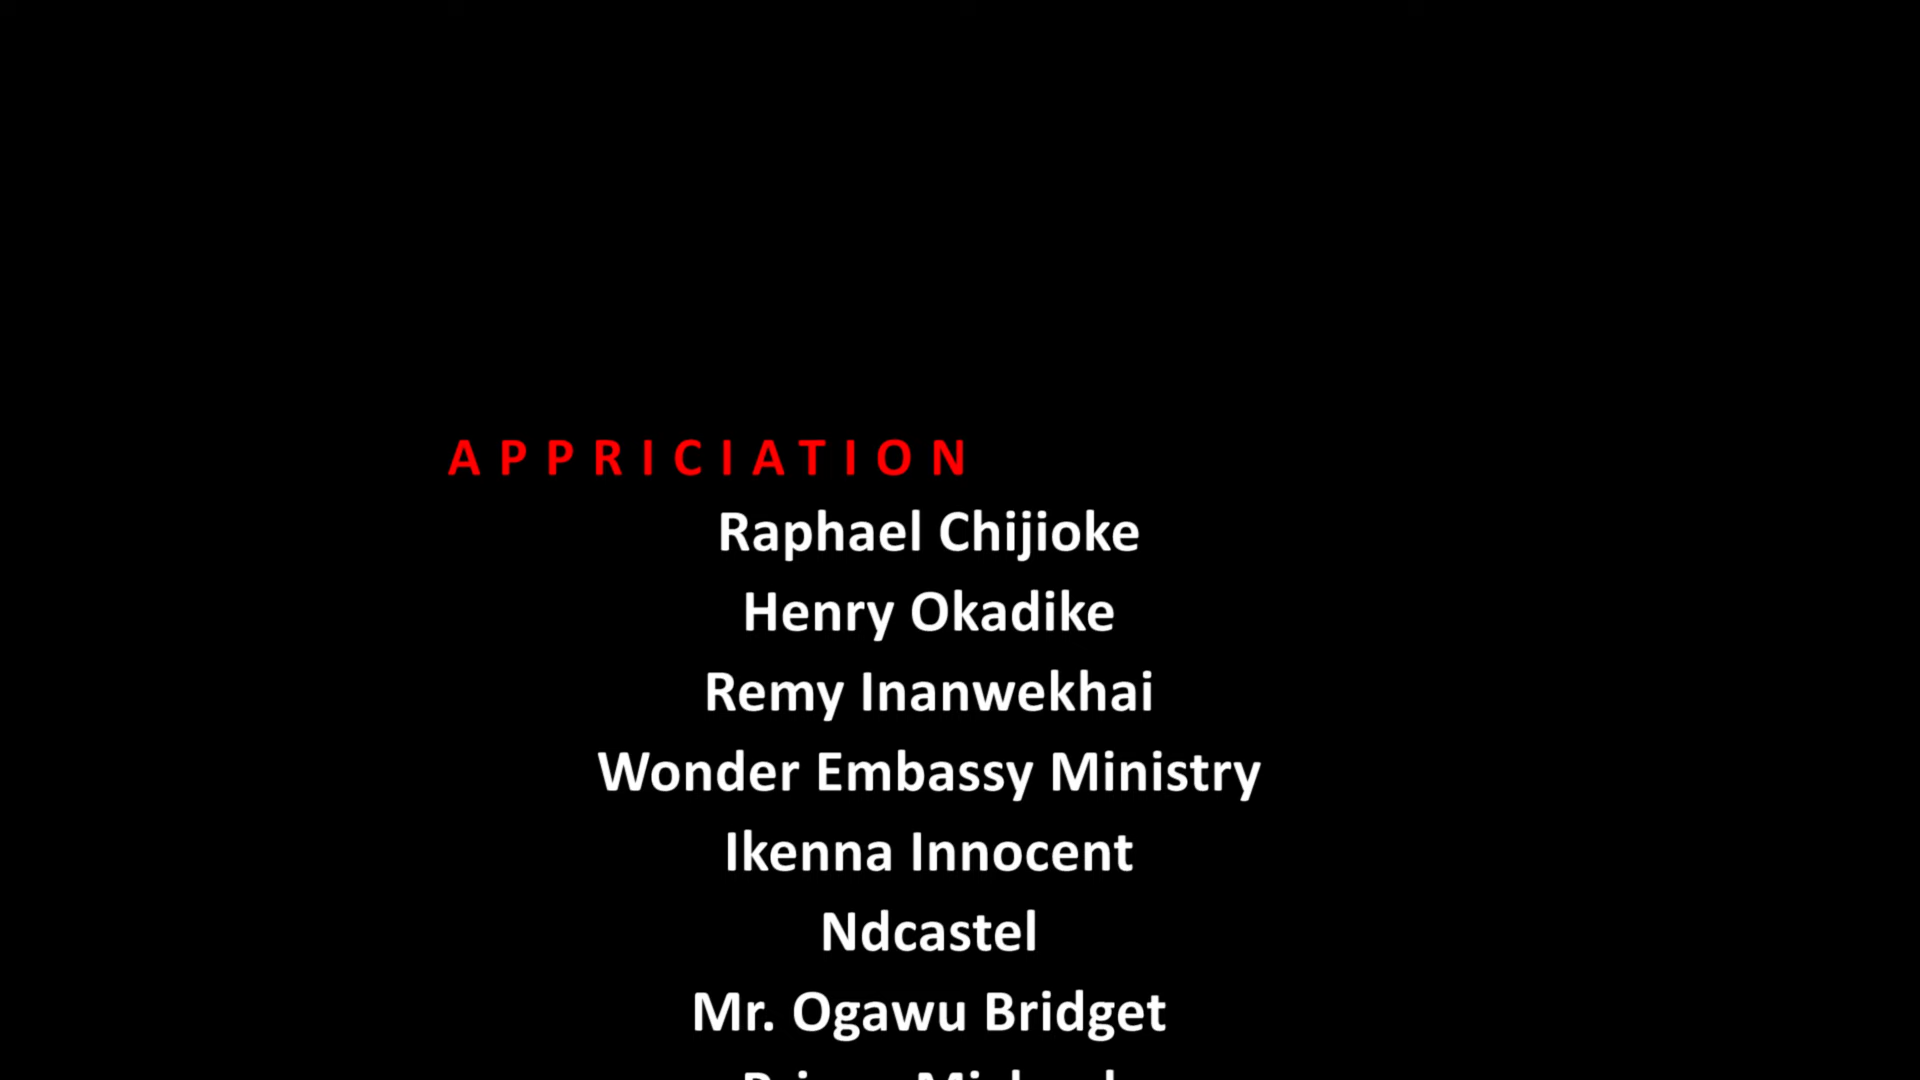 APPRICIATION
Raphael Chijioke
Henry Okadike
Remy Inanwekhai
Wonder Embassy Ministry
Ikenna Innocent
Ndcastel
Mr. Ogawu Bridget